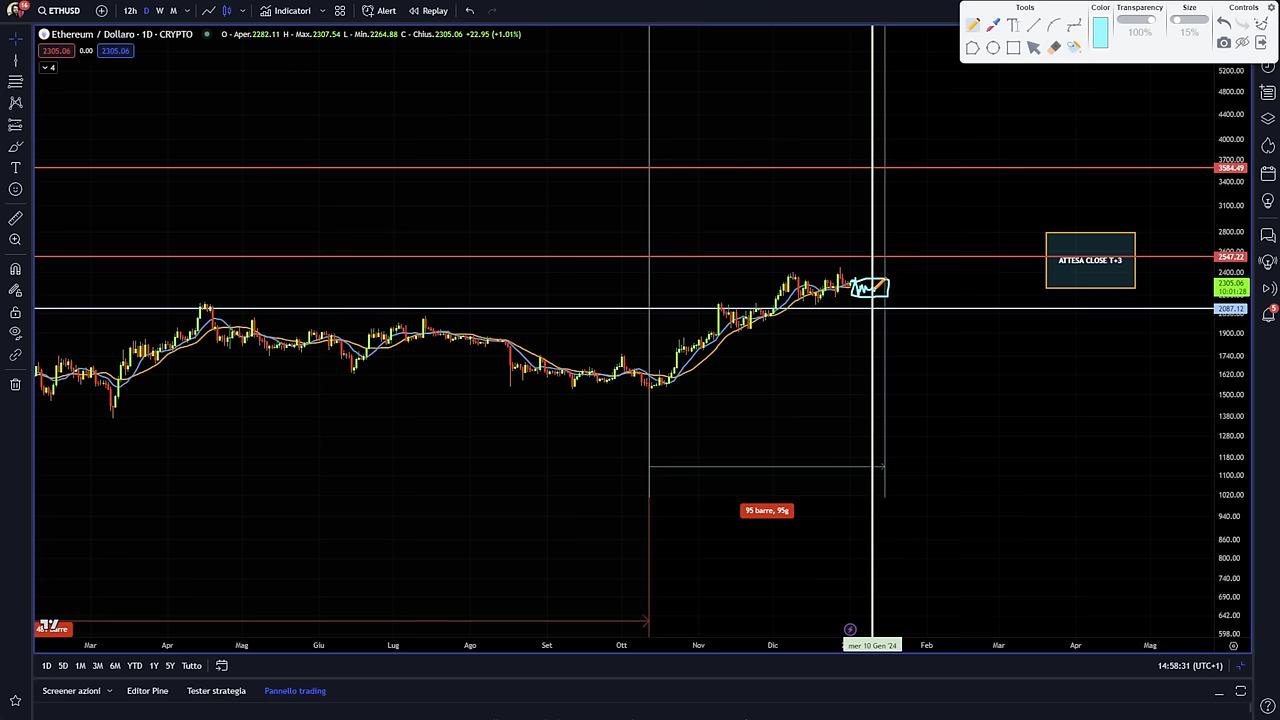 14
ETHUSD
12h D W M
Indicatori
Alert
Replay
Tools
Color
Transparency
Size
Controls
100%
15%
Ethereum / Dollaro · 1D · CRYPTO
O - Aper.2282.11 H - Max.2307.54 L - Min.2264.88 C - Chius.2305.06 +22.95 (+1.01%)
2305.06
0.00
2305.06
4
5200.00
4800.00
4400.00
4000.00
3700.00
3584.49
3400.00
3100.00
2800.00
2547.22
2400.00
2305.06
10:01:28
2087.12
1900.00
1740.00
1620.00
1500.00
1380.00
1280.00
1180.00
1100.00
1020.00
940.00
860.00
800.00
740.00
690.00
642.00
598.00
ATTESA CLOSE T+3
95 barre, 95g
Mar Apr Mag Giu Lug Ago Set Ott Nov Dic
mer 10 Gen '24
Feb Mar Apr Mag
1D 5D 1M 3M 6M YTD 1Y 5Y Tutto
14:58:31 (UTC+1)
Screener azioni
Editor Pine
Tester strategia
Pannello trading